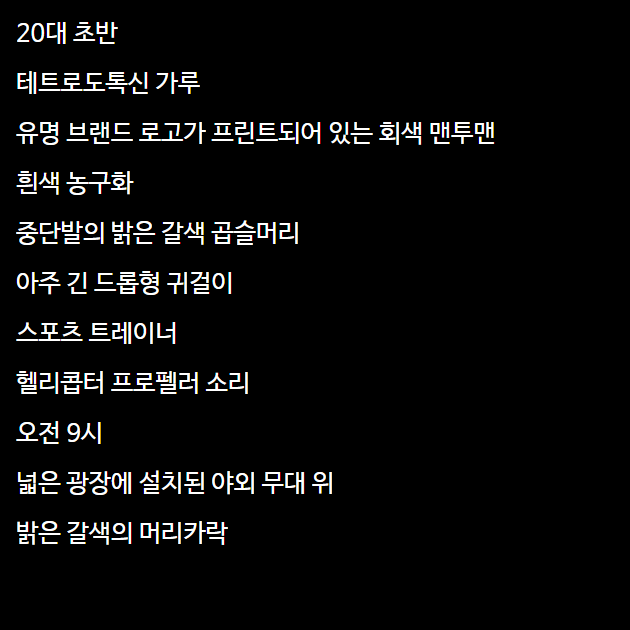 20대 초반
테트로도톡신 가루
유명 브랜드 로고가 프린트되어 있는 회색 맨투맨
흰색 농구화
중단발의 밝은 갈색 곱슬머리
아주 긴 드롭형 귀걸이
스포츠 트레이너
헬리콥터 프로펠러 소리
오전 9시
넓은 광장에 설치된 야외 무대 위
밝은 갈색의 머리카락